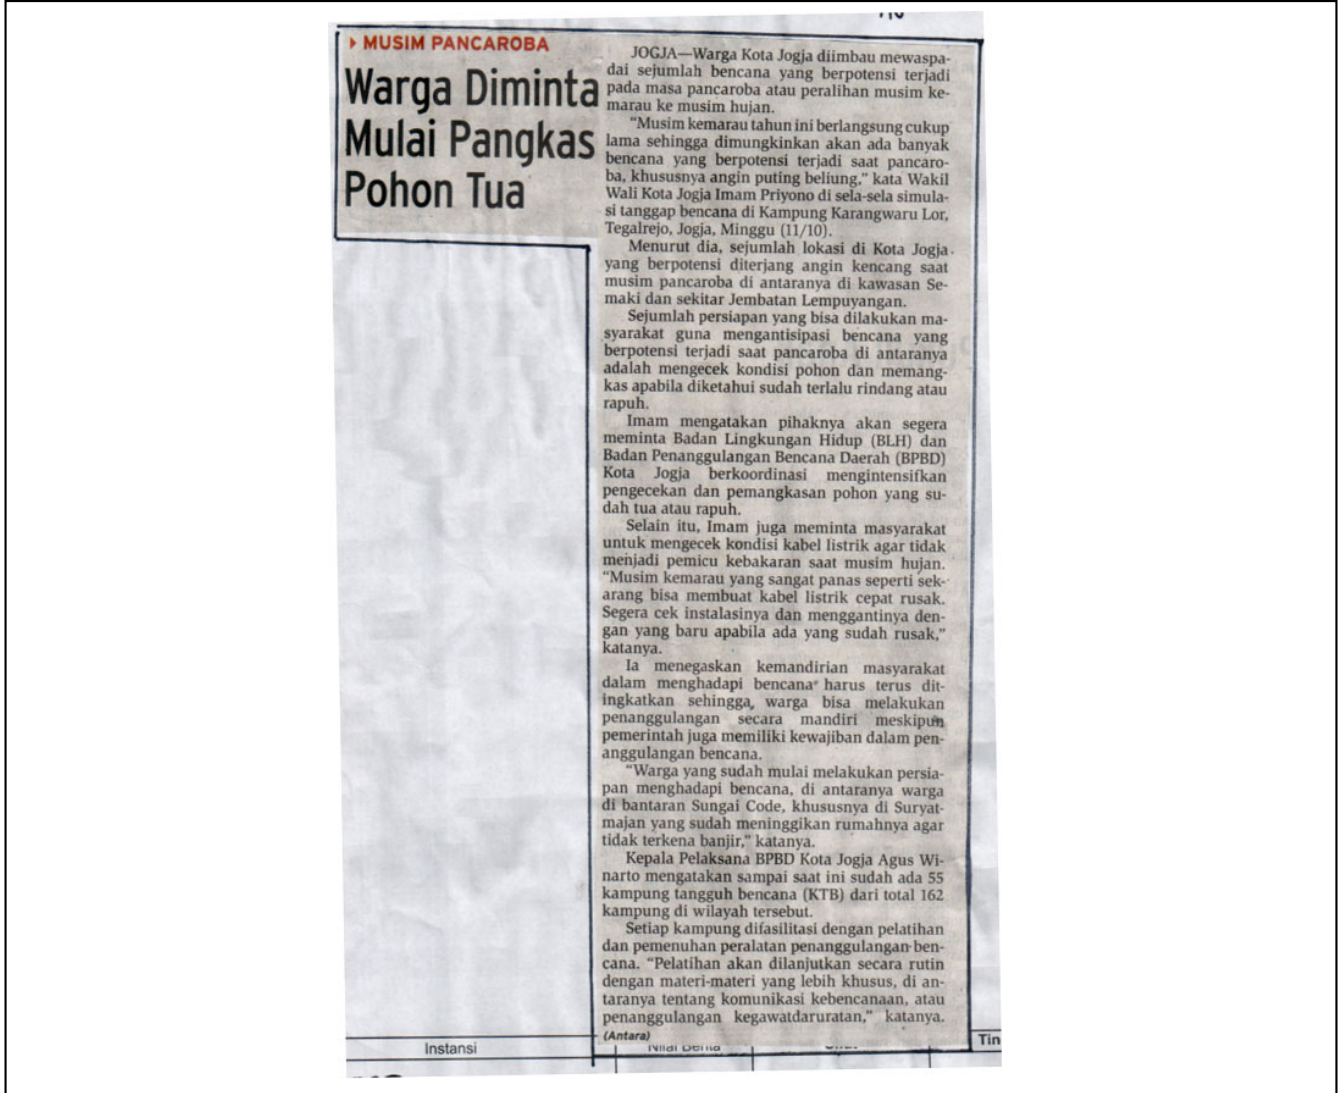 ▸ MUSIM PANCAROBA
Warga Diminta
Mulai Pangkas
Pohon Tua
JOGJA—Warga Kota Jogja diimbau mewaspa-
dai sejumlah bencana yang berpotensi terjadi
pada masa pancaroba atau peralihan musim ke-
marau ke musim hujan.
“Musim kemarau tahun ini berlangsung cukup
lama sehingga dimungkinkan akan ada banyak
bencana yang berpotensi terjadi saat pancaro-
ba, khususnya angin puting beliung,” kata Wakil
Wali Kota Jogja Imam Priyono di sela-sela simula-
si tanggap bencana di Kampung Karangwaru Lor,
Tegalrejo, Jogja, Minggu (11/10).
Menurut dia, sejumlah lokasi di Kota Jogja
yang berpotensi diterjang angin kencang saat
musim pancaroba di antaranya di kawasan Se-
maki dan sekitar Jembatan Lempuyangan.
Sejumlah persiapan yang bisa dilakukan ma-
syarakat guna mengantisipasi bencana yang
berpotensi terjadi saat pancaroba di antaranya
adalah mengecek kondisi pohon dan memang-
kas apabila diketahui sudah terlalu rindang atau
rapuh.
Imam mengatakan pihaknya akan segera
meminta Badan Lingkungan Hidup (BLH) dan
Badan Penanggulangan Bencana Daerah (BPBD)
Kota Jogja berkoordinasi mengintensifkan
pengecekan dan pemangkasan pohon yang su-
dah tua atau rapuh.
Selain itu, Imam juga meminta masyarakat
untuk mengecek kondisi kabel listrik agar tidak
menjadi pemicu kebakaran saat musim hujan.
“Musim kemarau yang sangat panas seperti sek-
arang bisa membuat kabel listrik cepat rusak.
Segera cek instalasinya dan menggantinya den-
gan yang baru apabila ada yang sudah rusak,”
katanya.
Ia menegaskan kemandirian masyarakat
dalam menghadapi bencana harus terus dit-
ingkatkan sehingga, warga bisa melakukan
penanggulangan secara mandiri meskipun
pemerintah juga memiliki kewajiban dalam pen-
anggulangan bencana.
“Warga yang sudah mulai melakukan persia-
pan menghadapi bencana, di antaranya warga
di bantaran Sungai Code, khususnya di Suryat-
majan yang sudah meninggikan rumahnya agar
tidak terkena banjir,” katanya.
Kepala Pelaksana BPBD Kota Jogja Agus Wi-
narto mengatakan sampai saat ini sudah ada 55
kampung tangguh bencana (KTB) dari total 162
kampung di wilayah tersebut.
Setiap kampung difasilitasi dengan pelatihan
dan pemenuhan peralatan penanggulangan ben-
cana. “Pelatihan akan dilanjutkan secara rutin
dengan materi-materi yang lebih khusus, di an-
taranya tentang komunikasi kebencanaan, atau
penanggulangan kegawatdaruratan,” katanya.
(Antara)
Instansi
Nilai Berita
Tin